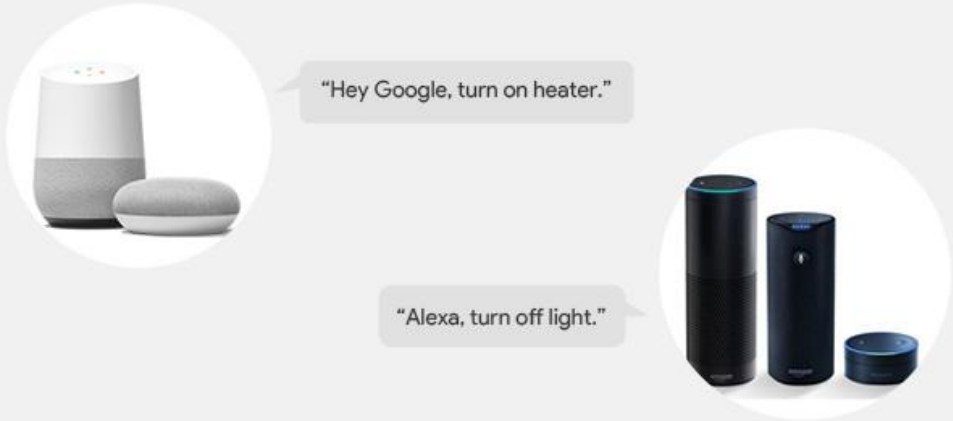 “Hey Google, turn on heater.”
“Alexa, turn off light.”